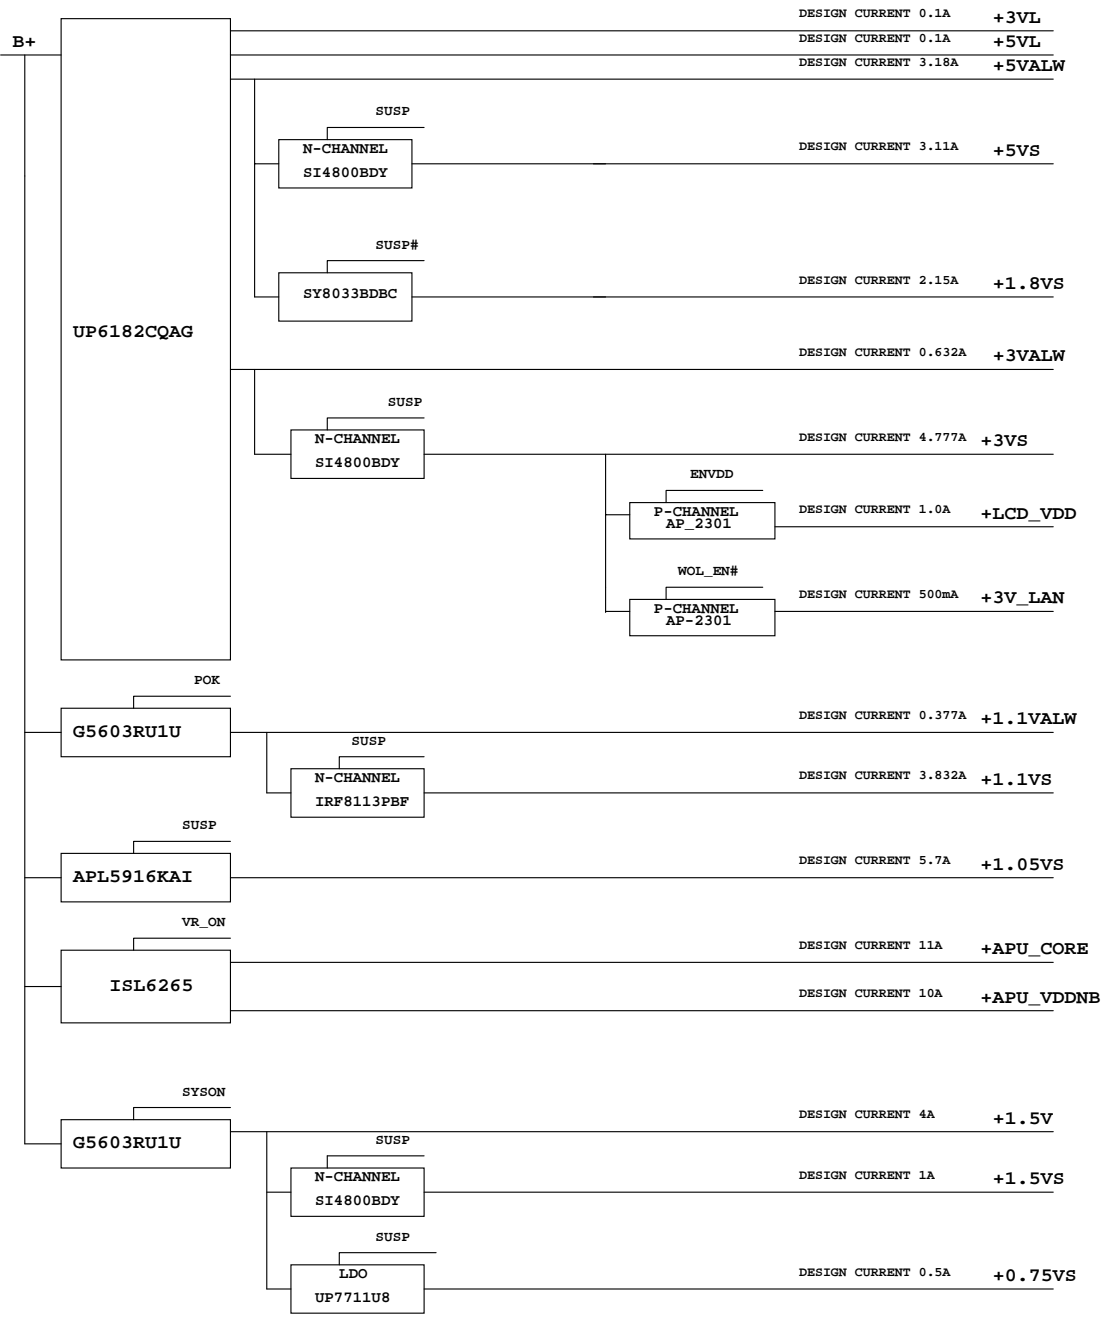 DESIGN CURRENT 0.1A +3VL
B+
DESIGN CURRENT 0.1A +5VL
DESIGN CURRENT 3.18A +5VALW
SUSP
N-CHANNEL
SI4800BDY
DESIGN CURRENT 3.11A +5VS
SUSP#
SY8033BDBC
DESIGN CURRENT 2.15A +1.8VS
UP6182CQAG
DESIGN CURRENT 0.632A +3VALW
SUSP
N-CHANNEL
SI4800BDY
DESIGN CURRENT 4.777A +3VS
ENVDD
P-CHANNEL
AP_2301
DESIGN CURRENT 1.0A +LCD_VDD
WOL_EN#
P-CHANNEL
AP-2301
DESIGN CURRENT 500mA +3V_LAN
POK
G5603RU1U
DESIGN CURRENT 0.377A +1.1VALW
SUSP
N-CHANNEL
IRF8113PBF
DESIGN CURRENT 3.832A +1.1VS
SUSP
APL5916KAI
DESIGN CURRENT 5.7A +1.05VS
VR_ON
ISL6265
DESIGN CURRENT 11A +APU_CORE
DESIGN CURRENT 10A +APU_VDDNB
SYSON
G5603RU1U
DESIGN CURRENT 4A +1.5V
SUSP
N-CHANNEL
SI4800BDY
DESIGN CURRENT 1A +1.5VS
SUSP
LDO
UP7711U8
DESIGN CURRENT 0.5A +0.75VS